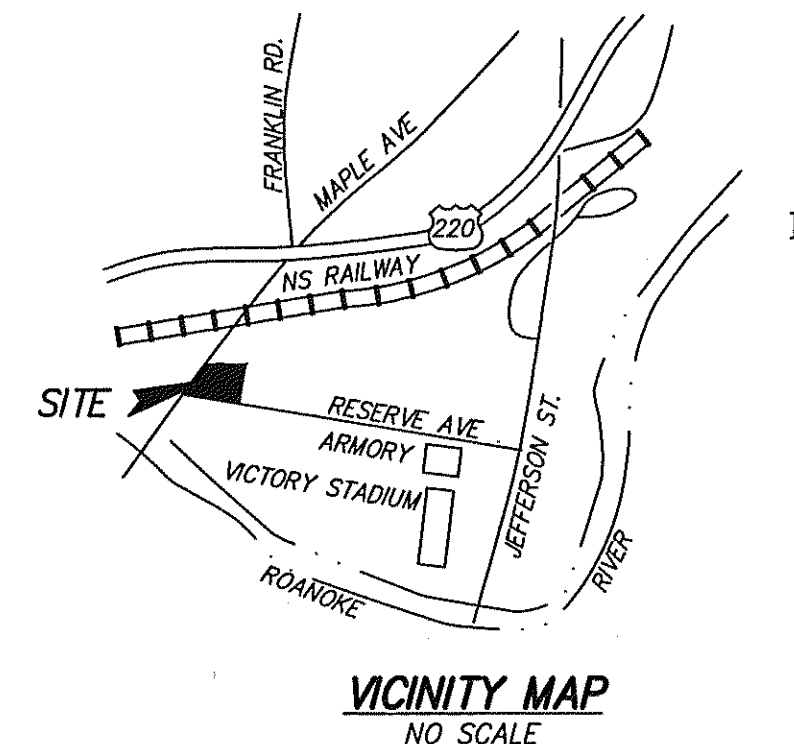 FRANKLIN RD.
MAPLE AVE
220
NS RAILWAY
SITE
RESERVE AVE
ARMORY
VICTORY STADIUM
JEFFERSON ST.
ROANOKE
RIVER
VICINITY MAP
NO SCALE